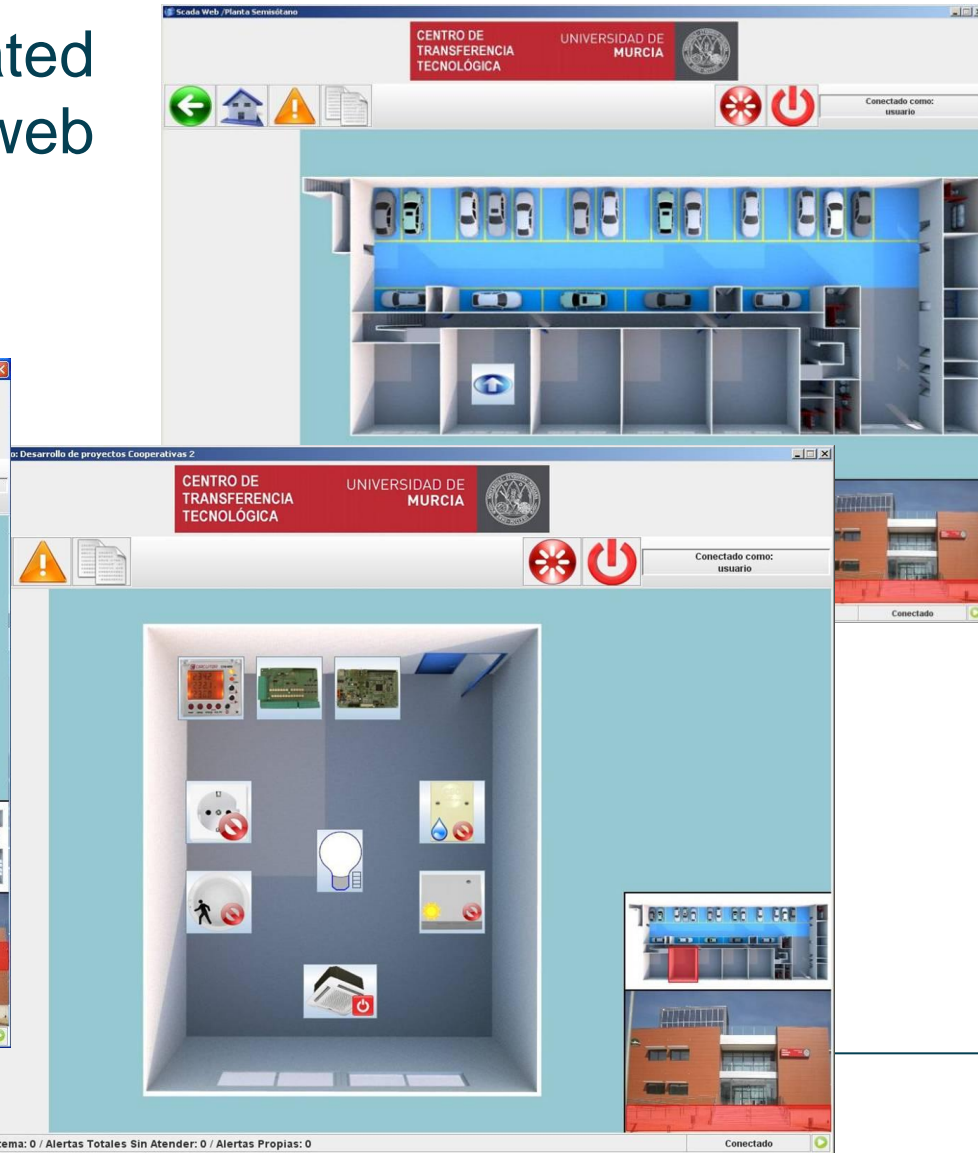 ated
web
Scada Web /Planta Semisótano
CENTRO DE
TRANSFERENCIA
TECNOLÓGICA
UNIVERSIDAD DE
MURCIA
Conectado como:
usuario
o: Desarrollo de proyectos Cooperativas 2
CENTRO DE
TRANSFERENCIA
TECNOLÓGICA
UNIVERSIDAD DE
MURCIA
Conectado como:
usuario
Conectado
tema: 0 / Alertas Totales Sin Atender: 0 / Alertas Propias: 0
Conectado